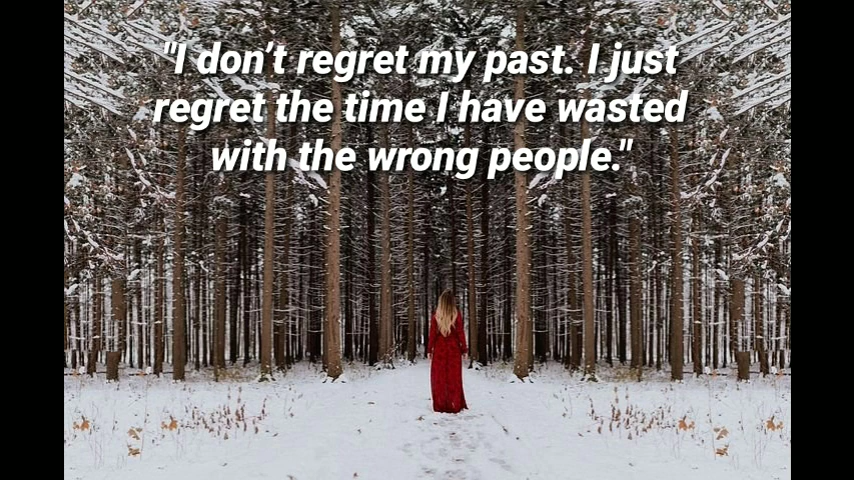 "I don’t regret my past. I just
regret the time I have wasted
with the wrong people."